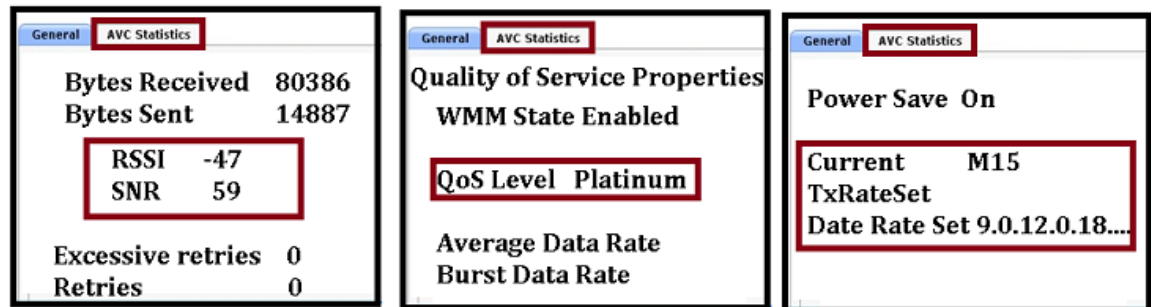 General AVC Statistics
Bytes Received 80386
Bytes Sent 14887
RSSI -47
SNR 59
Excessive retries 0
Retries 0
General AVC Statistics
Quality of Service Properties
WMM State Enabled
QoS Level Platinum
Average Data Rate
Burst Data Rate
General AVC Statistics
Power Save On
Current M15
TxRateSet
Date Rate Set 9.0.12.0.18....